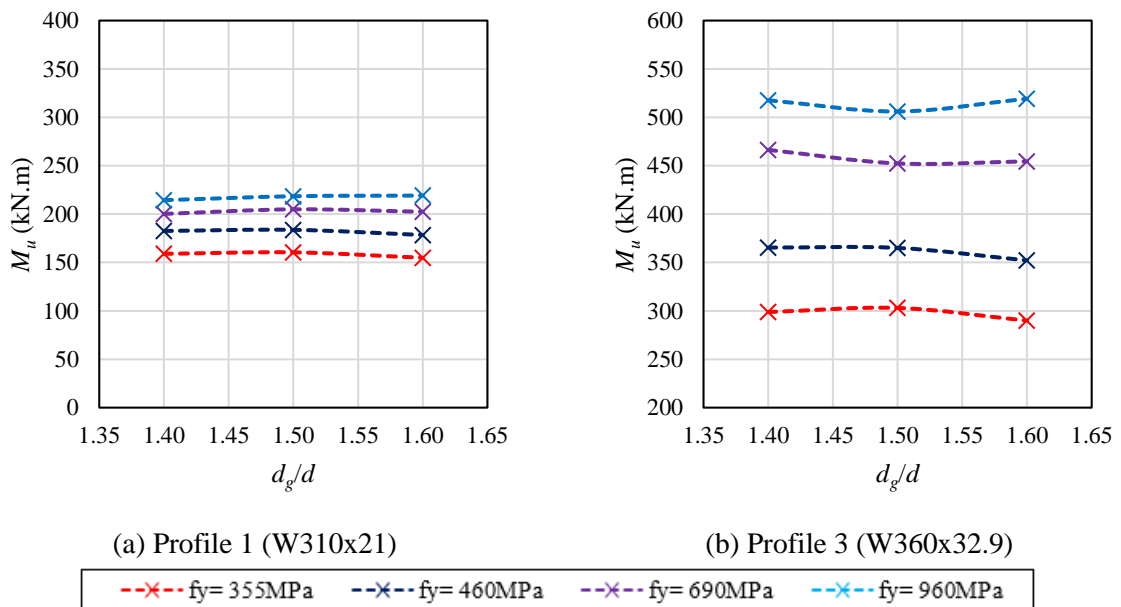 400
350
300
250
200
150
100
50
0
M_u (kN.m)
1.35 1.40 1.45 1.50 1.55 1.60 1.65
d_g/d
(a) Profile 1 (W310x21)
600
550
500
450
400
350
300
250
200
M_u (kN.m)
1.35 1.40 1.45 1.50 1.55 1.60 1.65
d_g/d
(b) Profile 3 (W360x32.9)
fy= 355MPa fy= 460MPa fy= 690MPa fy= 960MPa